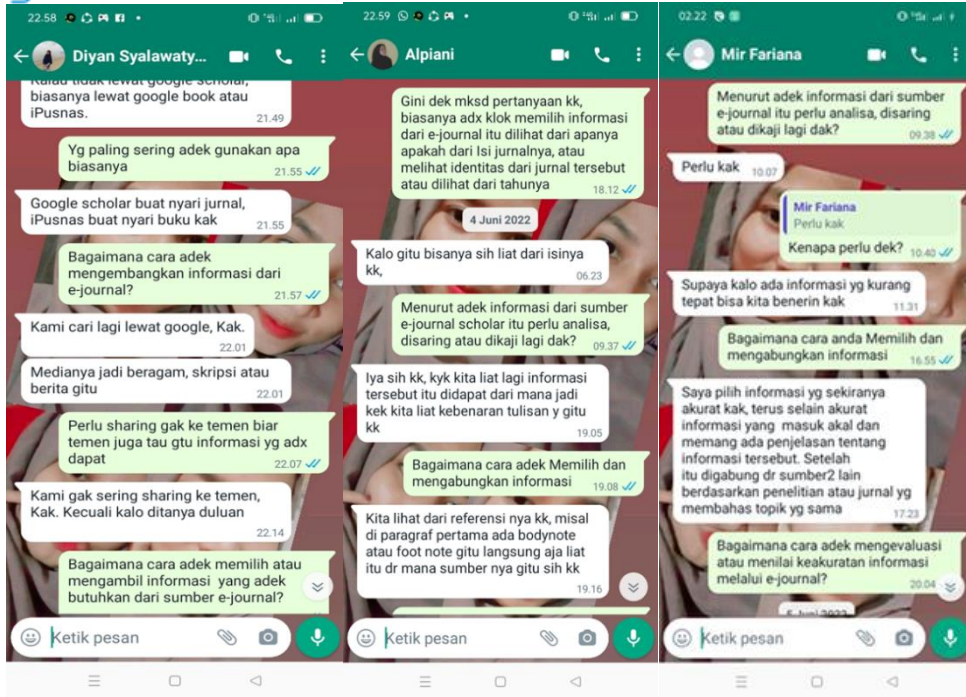 22.58
Diyan Syalawaty...
Kalau tidak lewat google scholar,
biasanya lewat google book atau
iPusnas.
21.49
Yg paling sering adek gunakan apa
biasanya
21.55
Google scholar buat nyari jurnal,
iPusnas buat nyari buku kak
21.55
Bagaimana cara adek
mengembangkan informasi dari
e-journal?
21.57
Kami cari lagi lewat google, Kak.
22.01
Medianya jadi beragam, skripsi atau
berita gitu
22.01
Perlu sharing gak ke temen biar
temen juga tau gtu informasi yg adx
dapat
22.07
Kami gak sering sharing ke temen,
Kak. Kecuali kalo ditanya duluan
22.14
Bagaimana cara adek memilih atau
mengambil informasi yang adek
butuhkan dari sumber e-journal?
Ketik pesan
22.59
Alpiani
Gini dek mksd pertanyaan kk,
biasanya adx klok memilih informasi
dari e-journal itu dilihat dari apanya
apakah dari Isi jurnalnya, atau
melihat identitas dari jurnal tersebut
atau dilihat dari tahunya
18.12
4 Juni 2022
Kalo gitu bisanya sih liat dari isinya
kk,
06.23
Menurut adek informasi dari sumber
e-journal scholar itu perlu analisa,
disaring atau dikaji lagi dak?
09.37
Iya sih kk, kyk kita liat lagi informasi
tersebut itu didapat dari mana jadi
kek kita liat kebenaran tulisan y gitu
kk
19.05
Bagaimana cara adek Memilih dan
mengabungkan informasi
19.08
Kita lihat dari referensi nya kk, misal
di paragraf pertama ada bodynote
atau foot note gitu langsung aja liat
itu dr mana sumber nya gitu sih kk
19.16
Ketik pesan
02.22
Mir Fariana
Menurut adek informasi dari sumber
e-journal itu perlu analisa, disaring
atau dikaji lagi dak?
09.38
Perlu kak
10.07
Mir Fariana
Perlu kak
Kenapa perlu dek?
10.40
Supaya kalo ada informasi yg kurang
tepat bisa kita benerin kak
11.31
Bagaimana cara anda Memilih dan
mengabungkan informasi
16.55
Saya pilih informasi yg sekiranya
akurat kak, terus selain akurat
informasi yang masuk akal dan
memang ada penjelasan tentang
informasi tersebut. Setelah
itu digabung dr sumber2 lain
berdasarkan penelitian atau jurnal yg
membahas topik yg sama
17.23
Bagaimana cara adek mengevaluasi
atau menilai keakuratan informasi
melalui e-journal?
20.04
5 Juni 2022
Ketik pesan